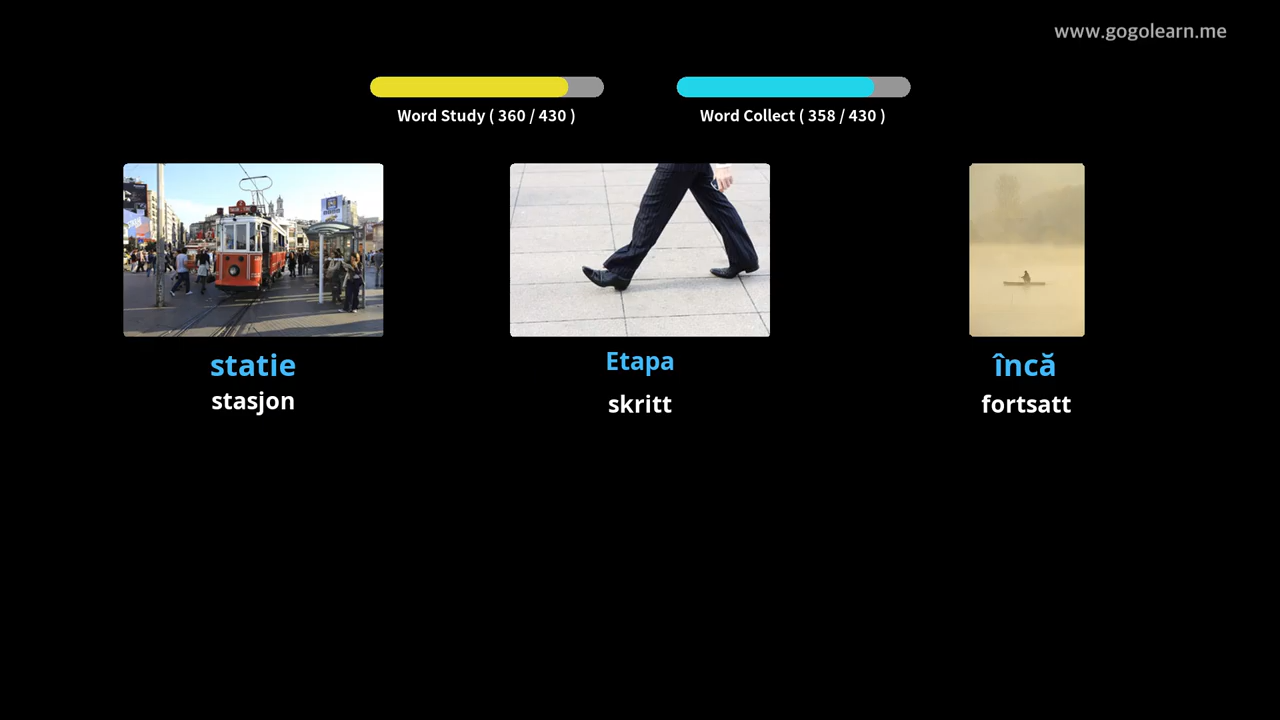 www.gogolearn.me
Word Study ( 360 / 430 )
Word Collect ( 358 / 430 )
statie
Etapa
încă
stasjon
skritt
fortsatt